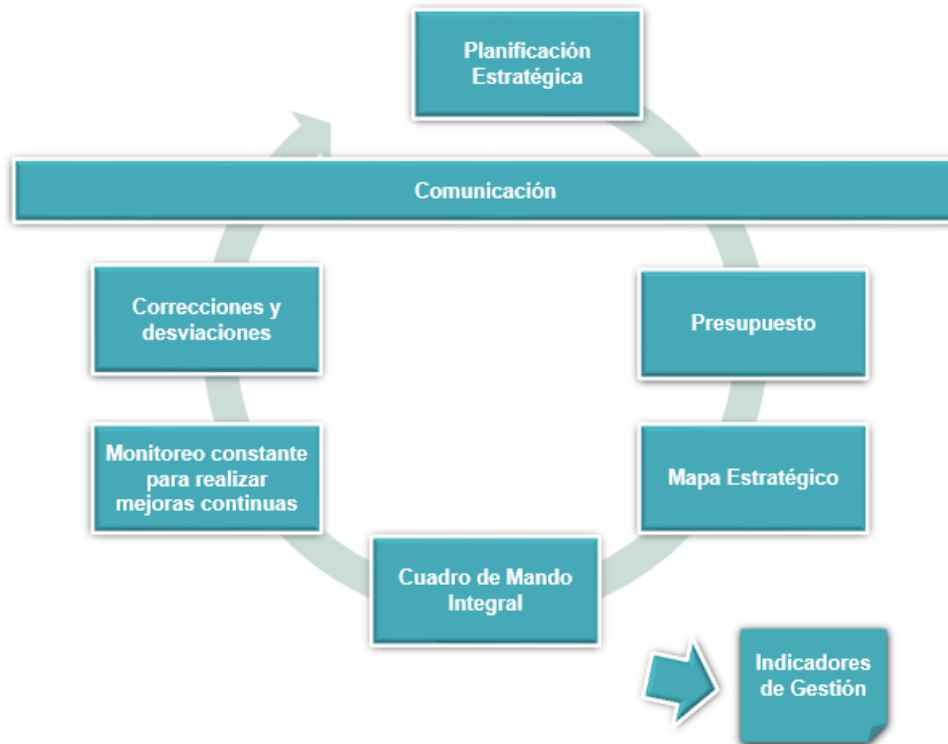 Planificación
Estratégica
Comunicación
Correcciones y
desviaciones
Presupuesto
Monitoreo constante
para realizar
mejoras continuas
Mapa Estratégico
Cuadro de Mando
Integral
Indicadores
de Gestión